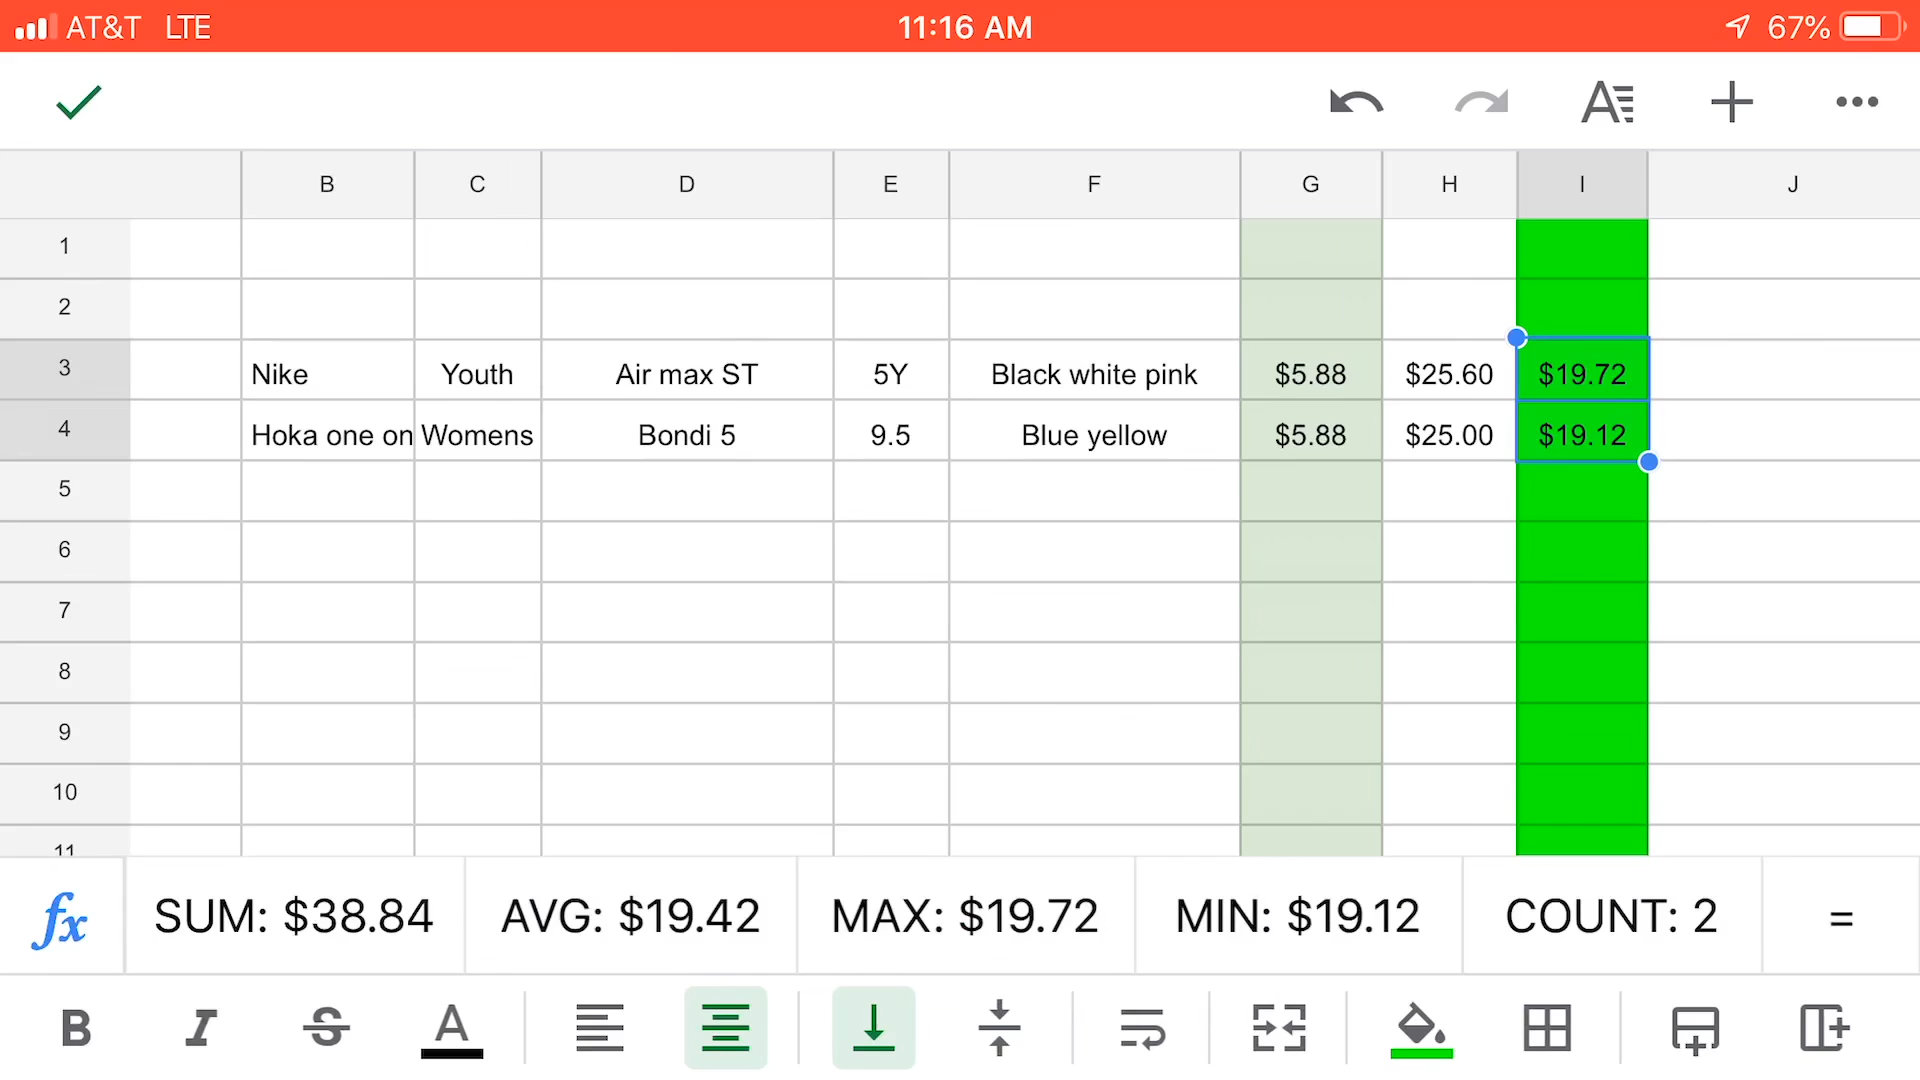 AT&T LTE 11:16 AM 67%
B C D E F G H I J
1
2
3 Nike Youth Air max ST 5Y Black white pink $5.88 $25.60 $19.72
4 Hoka one on Womens Bondi 5 9.5 Blue yellow $5.88 $25.00 $19.12
5
6
7
8
9
10
11
fx SUM: $38.84 AVG: $19.42 MAX: $19.72 MIN: $19.12 COUNT: 2 =
B I S A